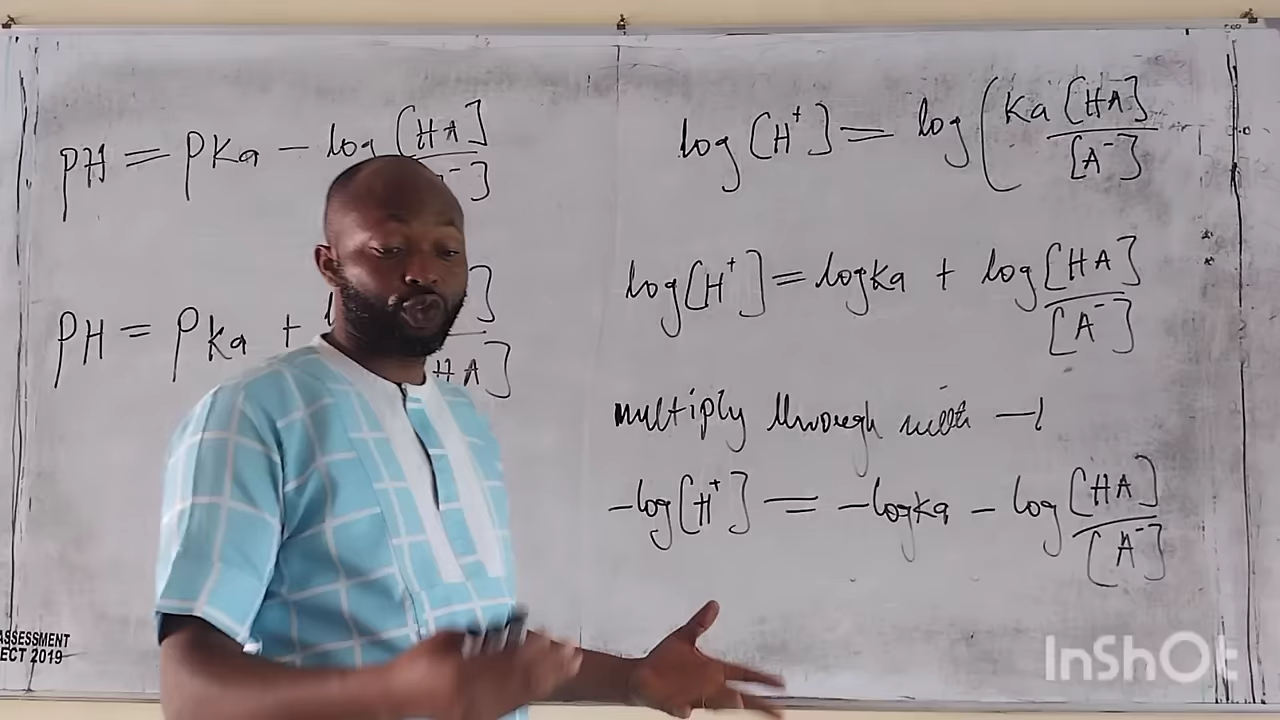 pH = pKa - log [HA]
-]
pH = pKa +
]
HA]
log [H⁺] = log (Ka [HA]
[A⁻]
log [H⁺] = log Ka + log [HA]
[A⁻]
multiply through with -1
-log [H⁺] = -log Ka - log [HA]
[A⁻]
ASSESSMENT
ECT 2019
InShOt